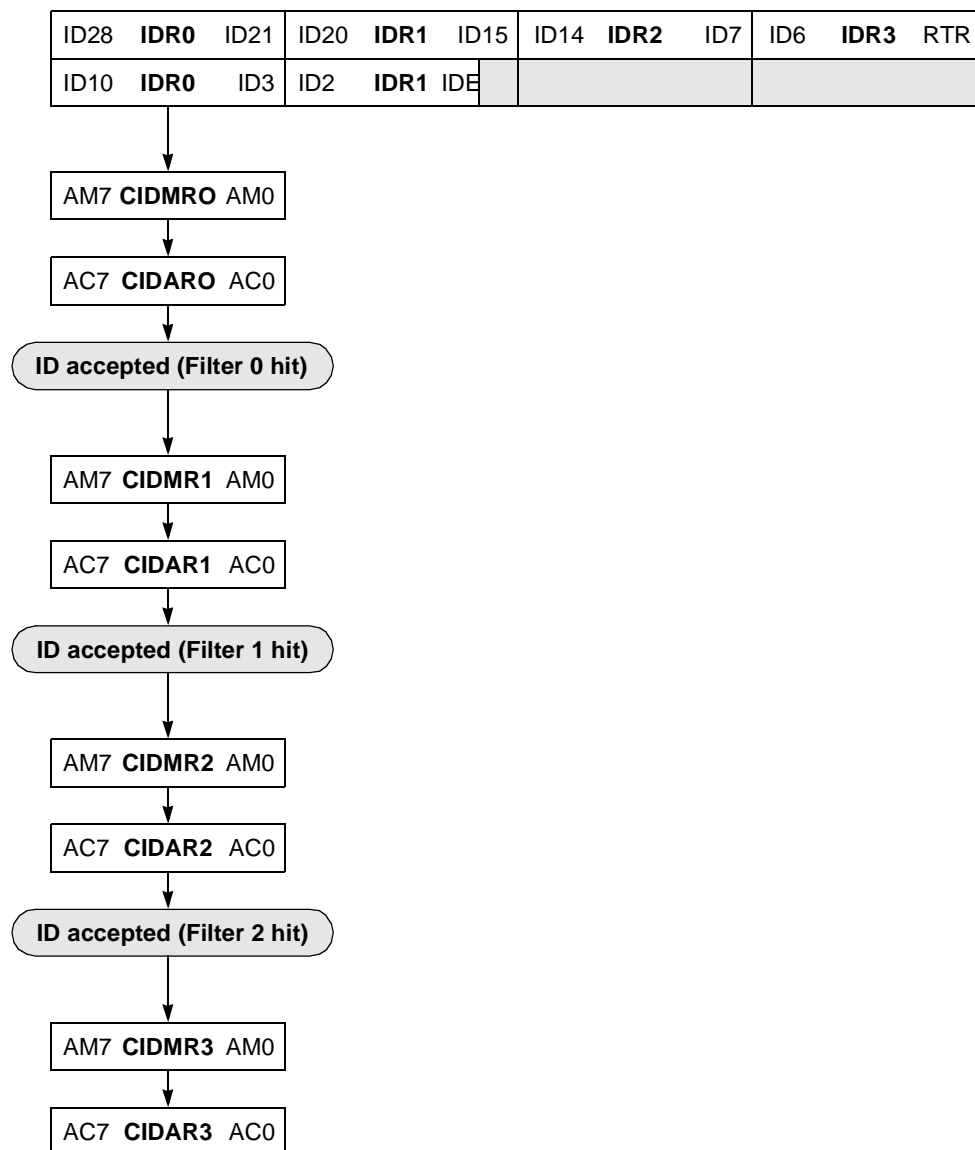 ID28 IDR0 ID21 ID20 IDR1 ID15 ID14 IDR2 ID7 ID6 IDR3 RTR
ID10 IDR0 ID3 ID2 IDR1 IDE
AM7 CIDMRO AM0
AC7 CIDARO AC0
ID accepted (Filter 0 hit)
AM7 CIDMR1 AM0
AC7 CIDAR1 AC0
ID accepted (Filter 1 hit)
AM7 CIDMR2 AM0
AC7 CIDAR2 AC0
ID accepted (Filter 2 hit)
AM7 CIDMR3 AM0
AC7 CIDAR3 AC0